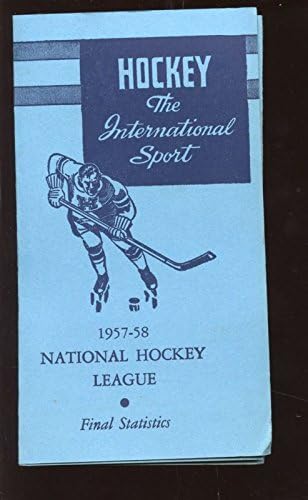 HOCKEY
The
International
Sport
1957-58
NATIONAL HOCKEY
LEAGUE
Final Statistics